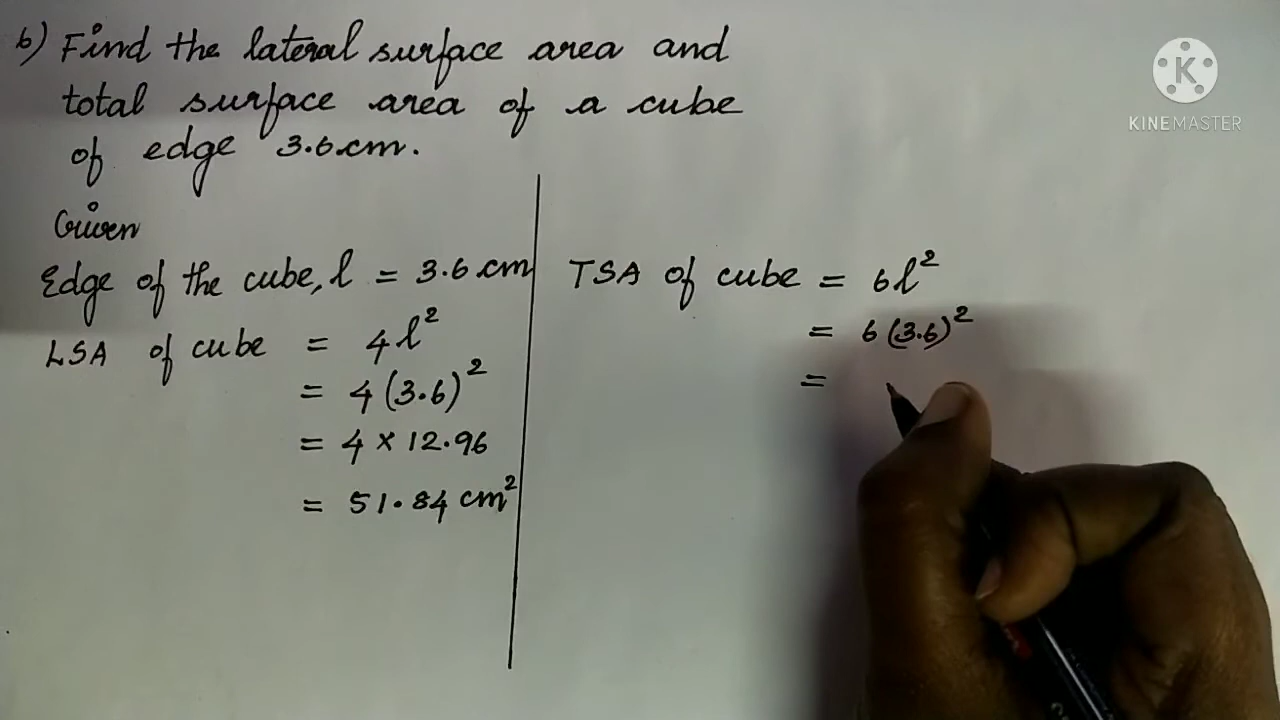 b) Find the lateral surface area and
total surface area of a cube
of edge 3.6cm.
Given
Edge of the cube, l = 3.6 cm
LSA of cube = 4l²
= 4(3.6)²
= 4 × 12.96
= 51.84 cm²
TSA of cube = 6l²
= 6(3.6)²
=
K
KINEMASTER